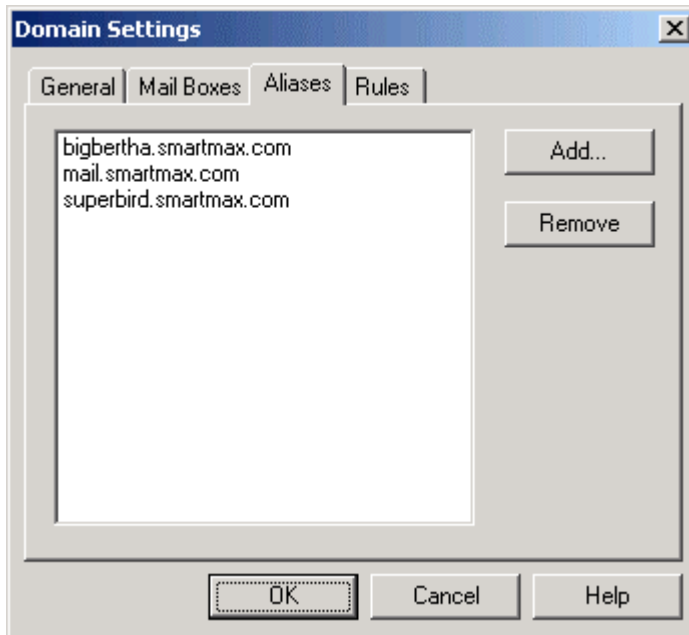 Domain Settings
General Mail Boxes Aliases Rules
bigbertha.smartmax.com
mail.smartmax.com
superbird.smartmax.com
Add...
Remove
OK Cancel Help